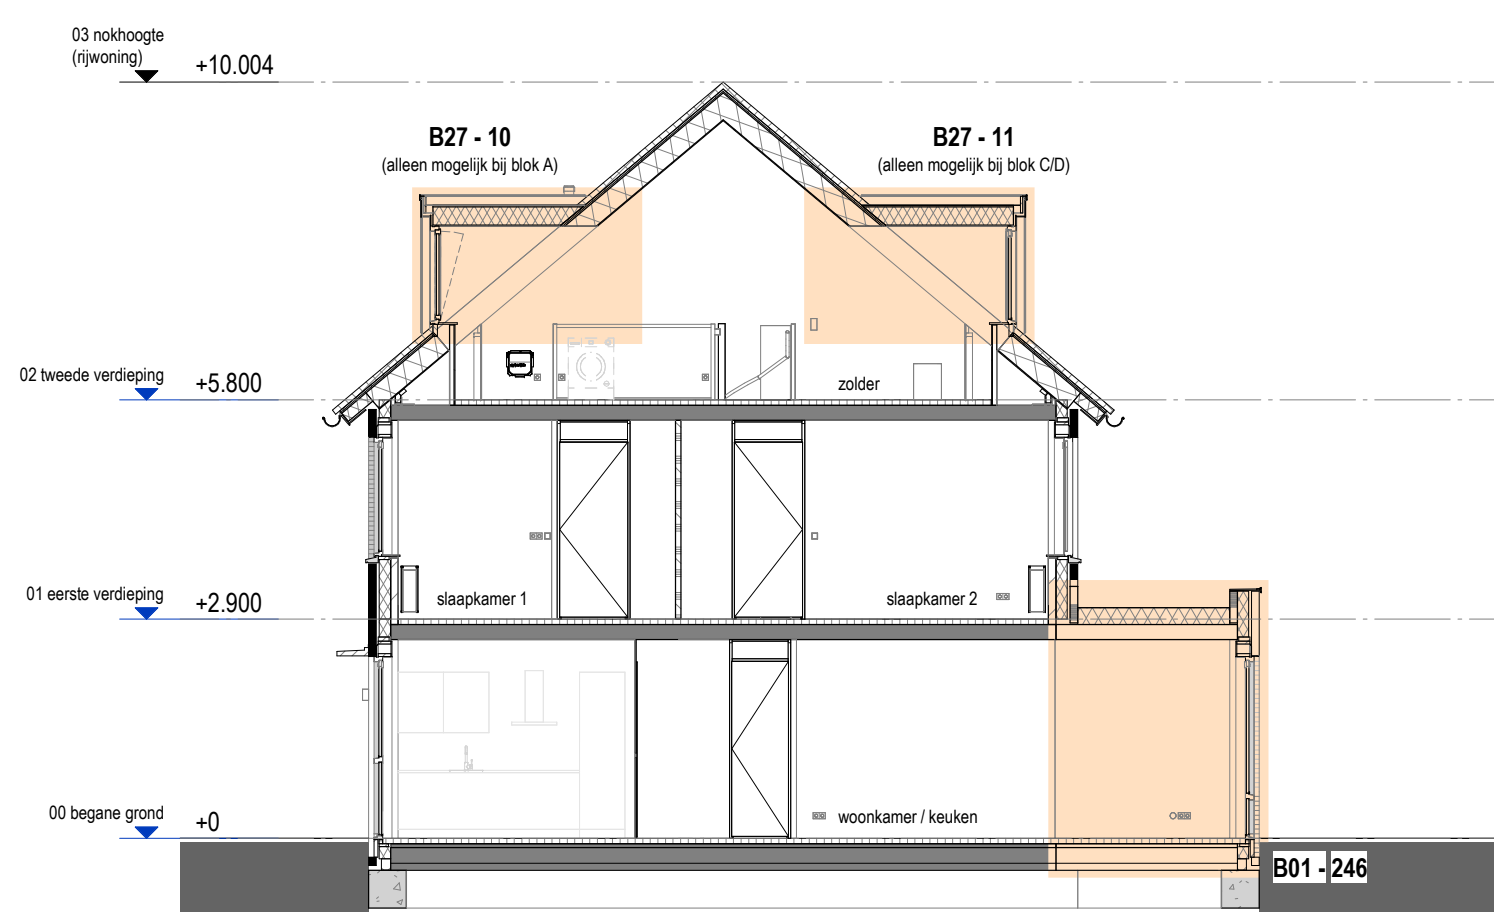 03 nokhoogte
(rijwoning)
+10.004
B27 - 10
(alleen mogelijk bij blok A)
B27 - 11
(alleen mogelijk bij blok C/D)
02 tweede verdieping
+5.800
zolder
01 eerste verdieping
+2.900
slaapkamer 1
slaapkamer 2
00 begane grond
+0
woonkamer / keuken
B01 - 246